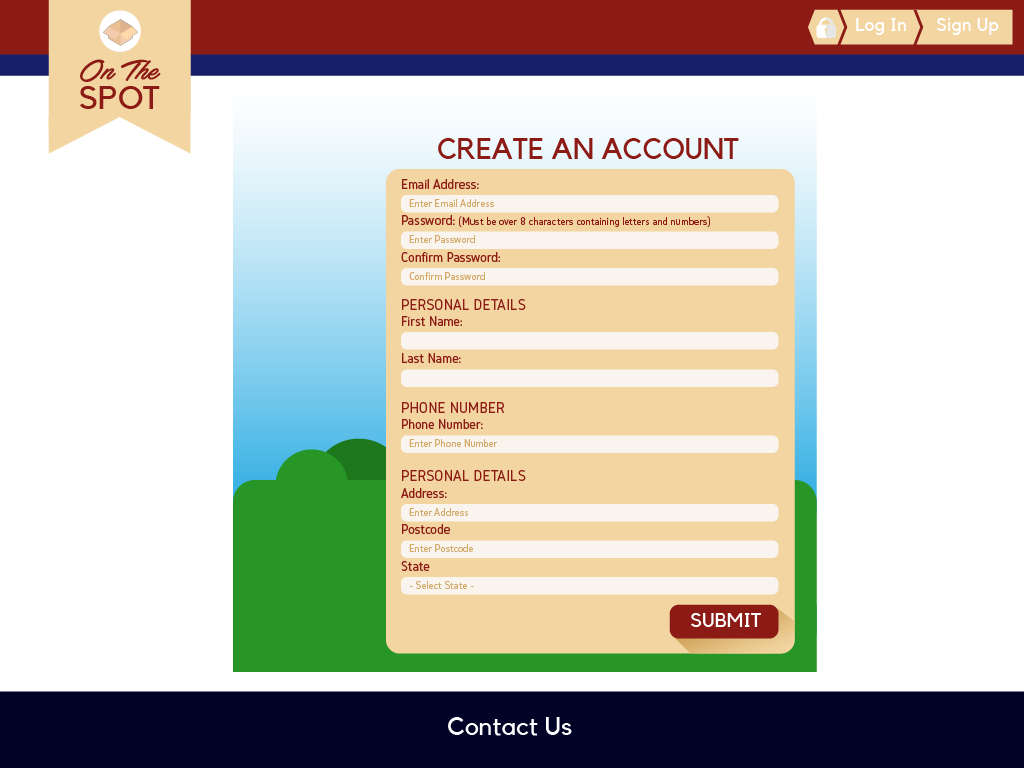 Log In
Sign Up
On The
SPOT
CREATE AN ACCOUNT
Email Address:
Enter Email Address
Password: (Must be over 8 characters containing letters and numbers)
Enter Password
Confirm Password:
Confirm Password
PERSONAL DETAILS
First Name:
Last Name:
PHONE NUMBER
Phone Number:
Enter Phone Number
PERSONAL DETAILS
Address:
Enter Address
Postcode
Enter Postcode
State
- Select State -
SUBMIT
Contact Us